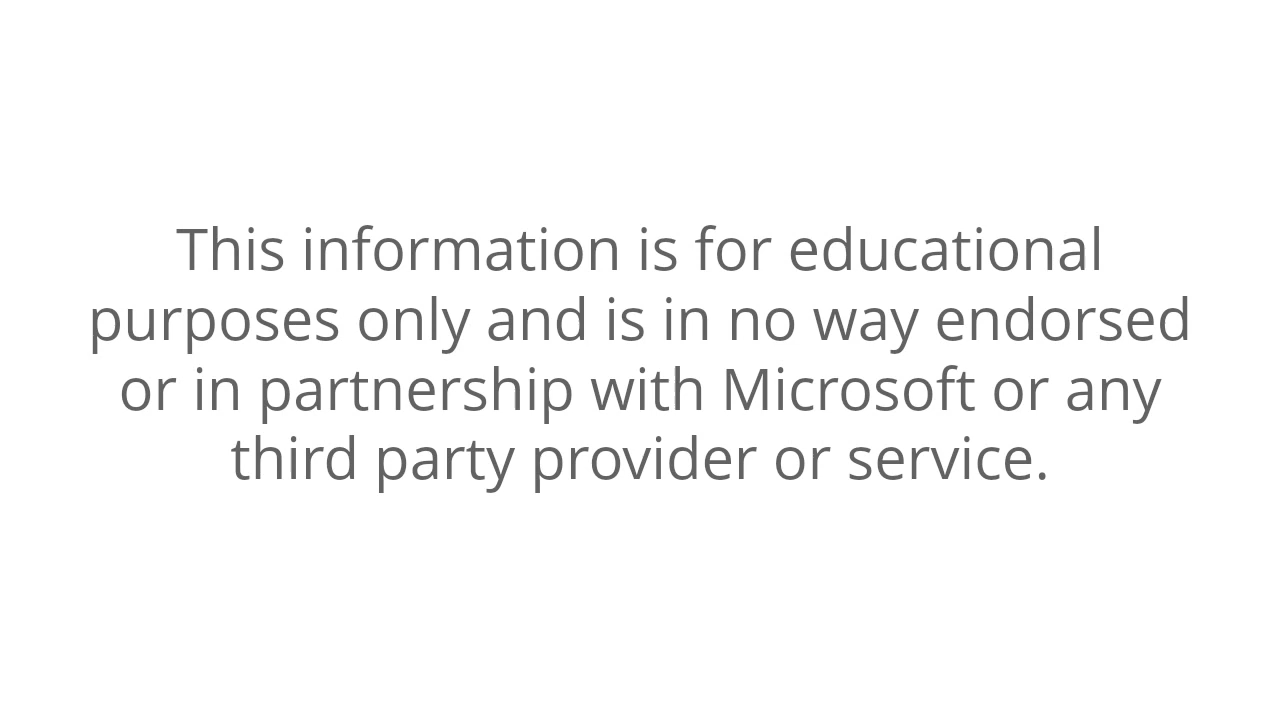 This information is for educational
purposes only and is in no way endorsed
or in partnership with Microsoft or any
third party provider or service.